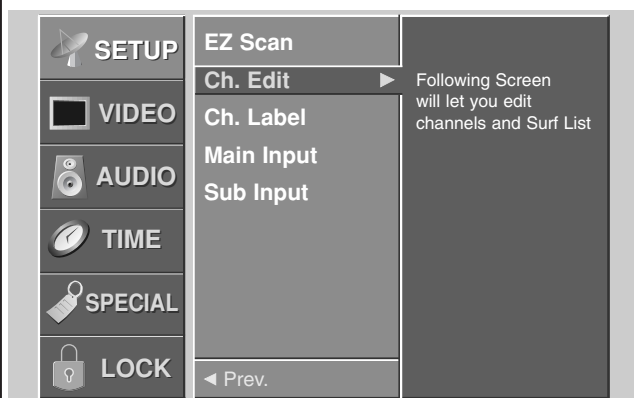 SETUP
VIDEO
AUDIO
TIME
SPECIAL
LOCK
EZ Scan
Ch. Edit ▶
Ch. Label
Main Input
Sub Input
◀ Prev.
Following Screen
will let you edit
channels and Surf List